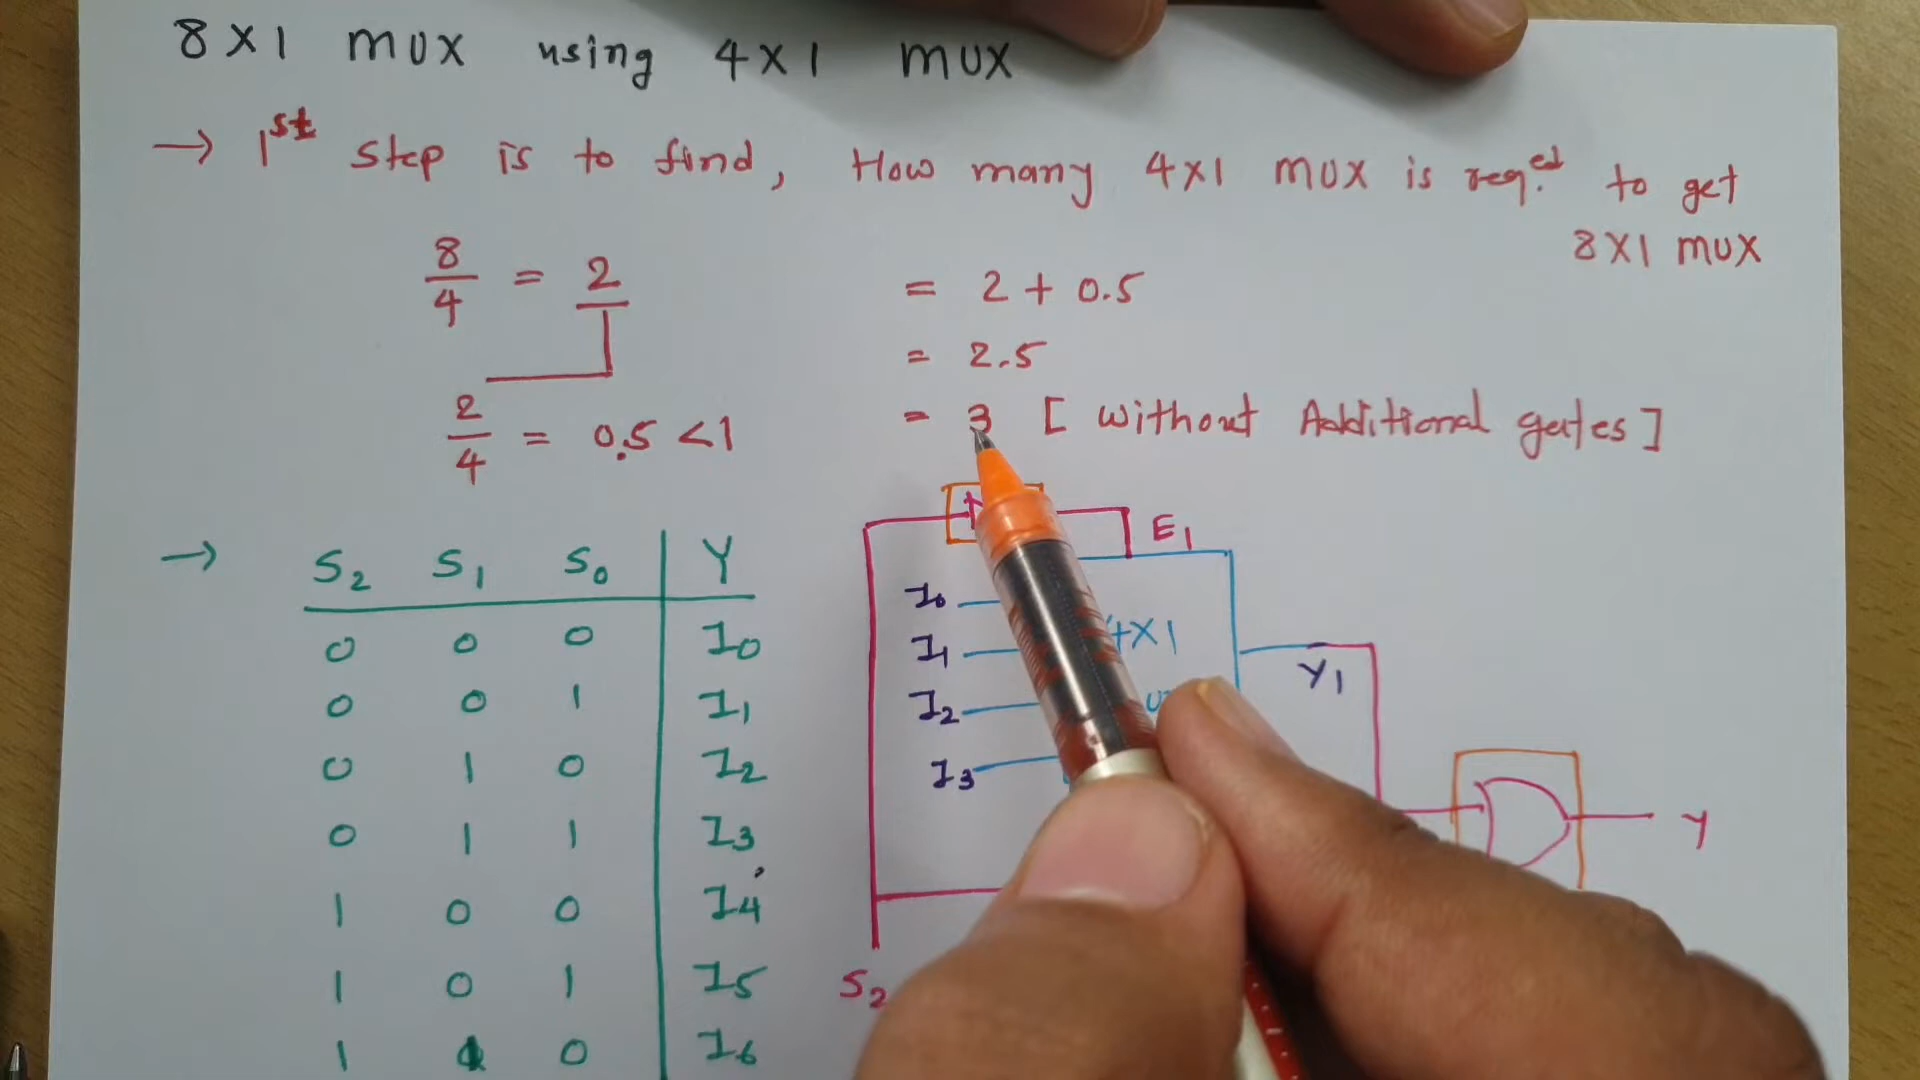 8X1 MUX using 4X1 MUX
→ 1st step is to find, How many 4X1 MUX is req.ed to get
8X1 MUX
8/4 = 2
= 2 + 0.5
= 2.5
2/4 = 0.5 < 1
= 3 [ without Additional gates ]
→ S2 S1 S0 Y
0 0 0 I0
0 0 1 I1
0 1 0 I2
0 1 1 I3
1 0 0 I4
1 0 1 I5
1 1 0 I6
E1
I0
I1
I2
I3
4X1
Y1
Y
S2